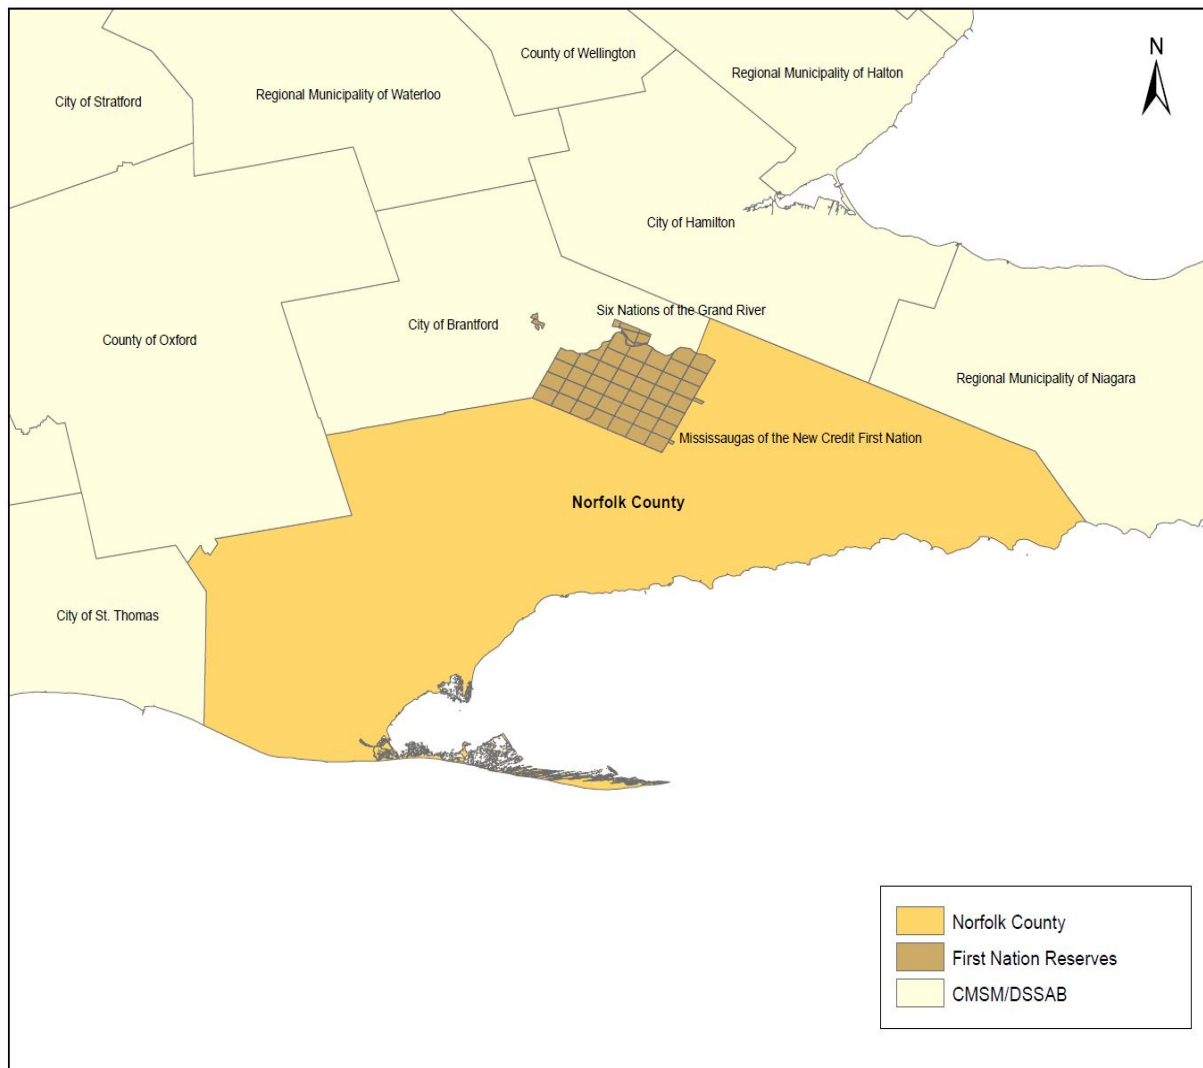 County of Wellington
N
Regional Municipality of Halton
City of Stratford
Regional Municipality of Waterloo
City of Hamilton
Six Nations of the Grand River
City of Brantford
County of Oxford
Regional Municipality of Niagara
Mississaugas of the New Credit First Nation
Norfolk County
City of St. Thomas
Norfolk County
First Nation Reserves
CMSM/DSSAB